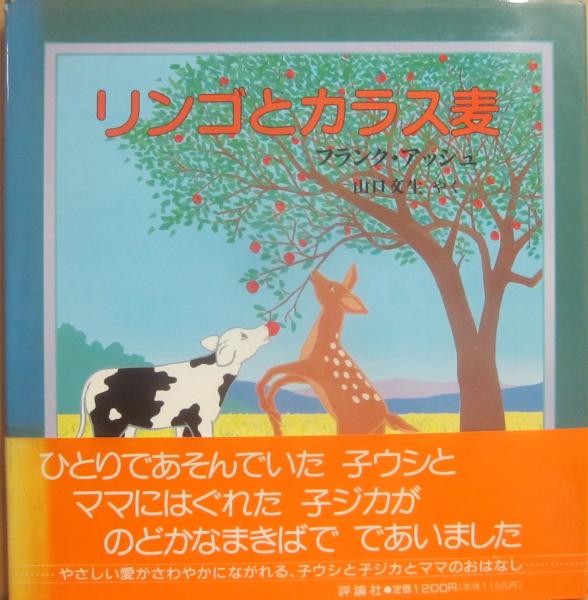 リンゴとカラス麦
フランク・アッシュ
山口文生 やく
ひとりであそんでいた 子ウシと
ママにはぐれた 子ジカが
のどかなまきばで であいました
やさしい愛がさわやかにながれる、子ウシと子ジカとママのおはなし
評論社●定価1200円(本体1165円)